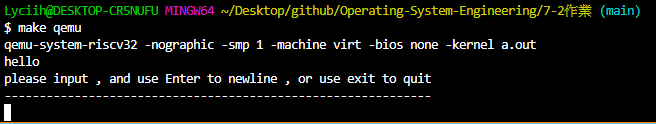 Lyciih@DESKTOP-CR5NUFU MINGW64 ~/Desktop/github/Operating-System-Engineering/7-2作業 (main)
$ make qemu
qemu-system-riscv32 -nographic -smp 1 -machine virt -bios none -kernel a.out
hello
please input , and use Enter to newline , or use exit to quit
-------------------------------------------------------------